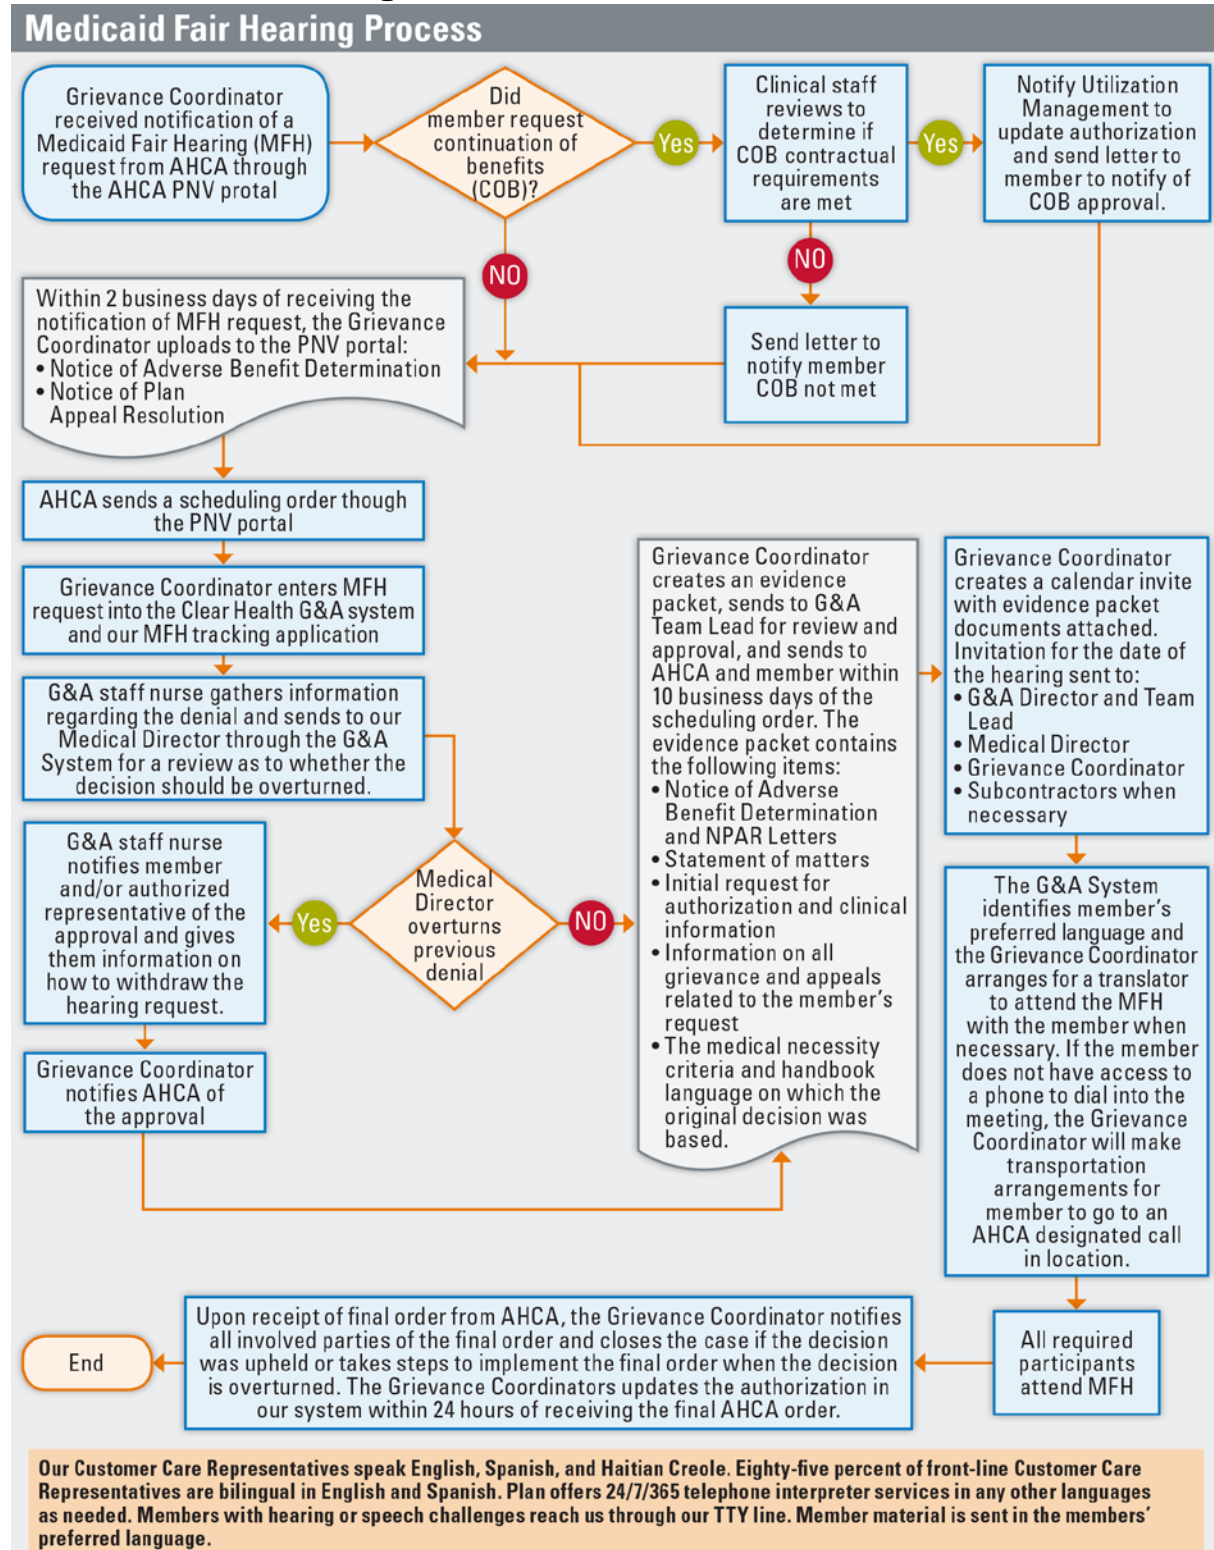 Medicaid Fair Hearing Process
Grievance Coordinator
received notification of a
Medicaid Fair Hearing (MFH)
request from AHCA through
the AHCA PNV protal
Did
member request
continuation of
benefits
(COB)?
Yes
Clinical staff
reviews to
determine if
COB contractual
requirements
are met
Yes
Notify Utilization
Management to
update authorization
and send letter to
member to notify of
COB approval.
NO
NO
Send letter to
notify member
COB not met
Within 2 business days of receiving the
notification of MFH request, the Grievance
Coordinator uploads to the PNV portal:
• Notice of Adverse Benefit Determination
• Notice of Plan
Appeal Resolution
AHCA sends a scheduling order though
the PNV portal
Grievance Coordinator enters MFH
request into the Clear Health G&A system
and our MFH tracking application
G&A staff nurse gathers information
regarding the denial and sends to our
Medical Director through the G&A
System for a review as to whether the
decision should be overturned.
Medical
Director
overturns
previous
denial
Yes
G&A staff nurse
notifies member
and/or authorized
representative of the
approval and gives
them information on
how to withdraw the
hearing request.
Grievance Coordinator
notifies AHCA of
the approval
NO
Grievance Coordinator
creates an evidence
packet, sends to G&A
Team Lead for review and
approval, and sends to
AHCA and member within
10 business days of the
scheduling order. The
evidence packet contains
the following items:
• Notice of Adverse
Benefit Determination
and NPAR Letters
• Statement of matters
• Initial request for
authorization and clinical
information
• Information on all
grievance and appeals
related to the member's
request
• The medical necessity
criteria and handbook
language on which the
original decision was
based.
Grievance Coordinator
creates a calendar invite
with evidence packet
documents attached.
Invitation for the date of
the hearing sent to:
• G&A Director and Team
Lead
• Medical Director
• Grievance Coordinator
• Subcontractors when
necessary
The G&A System
identifies member's
preferred language and
the Grievance Coordinator
arranges for a translator
to attend the MFH
with the member when
necessary. If the member
does not have access to
a phone to dial into the
meeting, the Grievance
Coordinator will make
transportation
arrangements for
member to go to an
AHCA designated call
in location.
All required
participants
attend MFH
Upon receipt of final order from AHCA, the Grievance Coordinator notifies
all involved parties of the final order and closes the case if the decision
was upheld or takes steps to implement the final order when the decision
is overturned. The Grievance Coordinators updates the authorization in
our system within 24 hours of receiving the final AHCA order.
End
Our Customer Care Representatives speak English, Spanish, and Haitian Creole. Eighty-five percent of front-line Customer Care
Representatives are bilingual in English and Spanish. Plan offers 24/7/365 telephone interpreter services in any other languages
as needed. Members with hearing or speech challenges reach us through our TTY line. Member material is sent in the members'
preferred language.